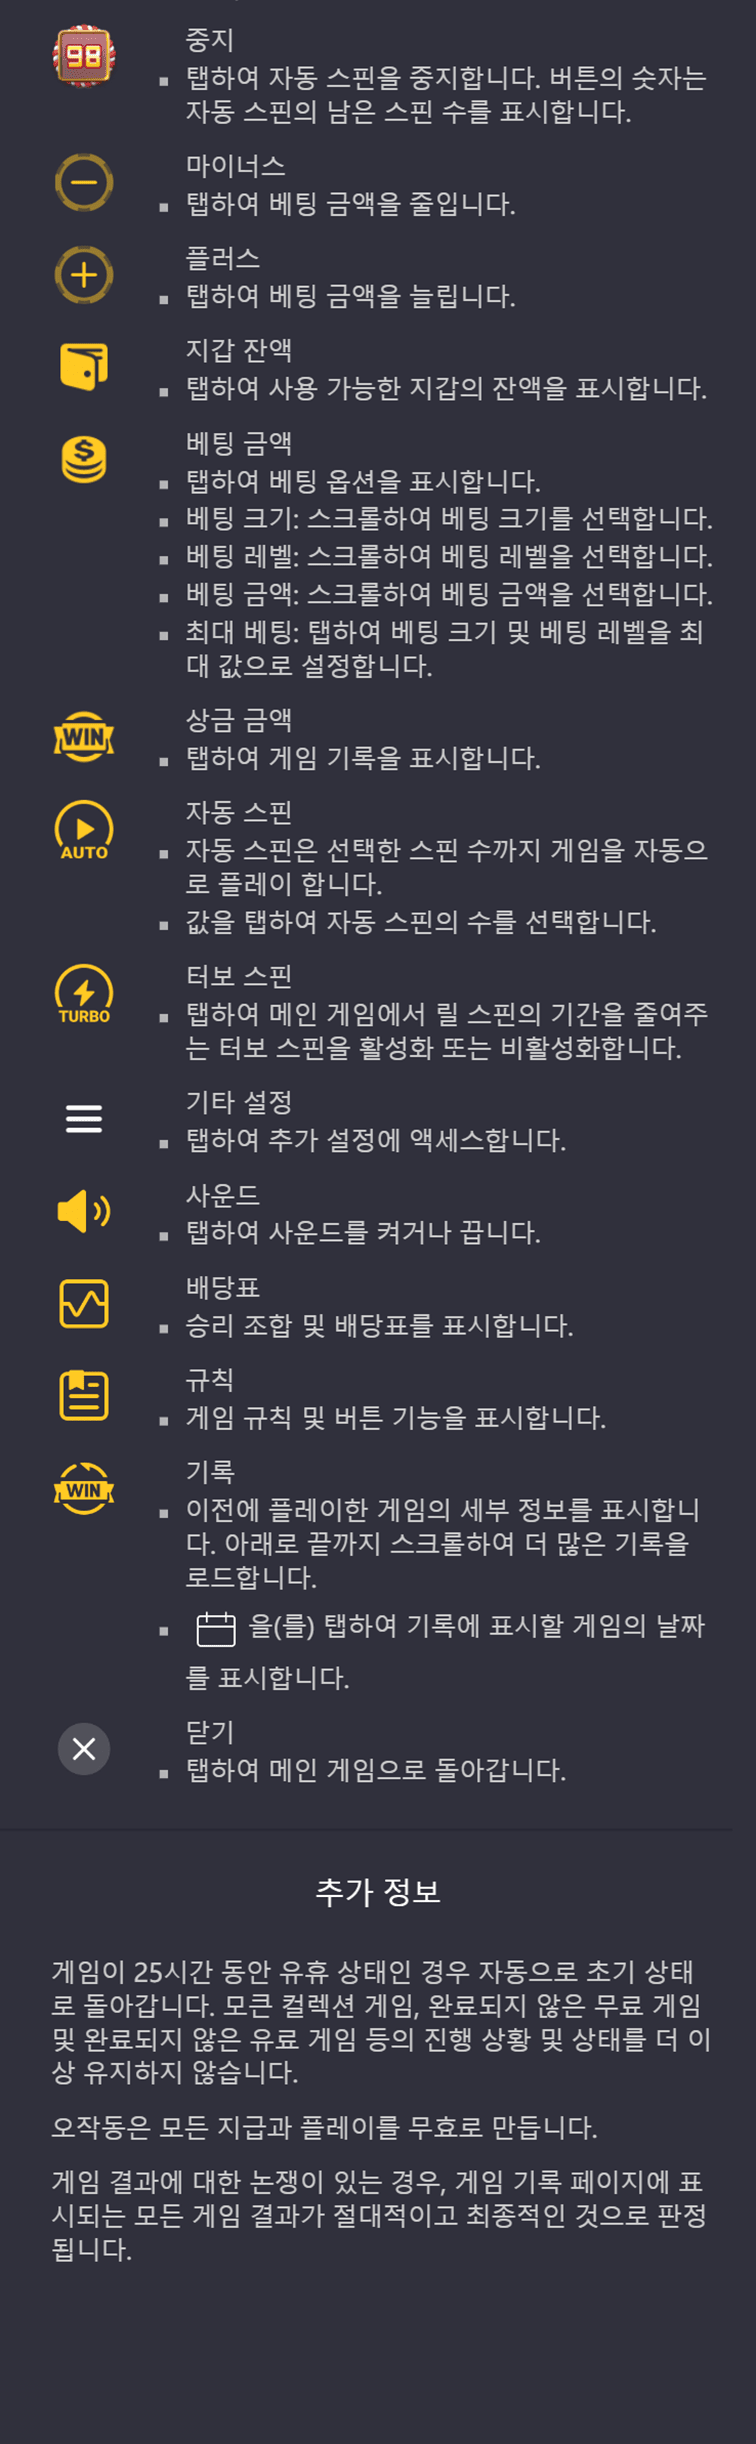 98
중지
▪ 탭하여 자동 스핀을 중지합니다. 버튼의 숫자는
자동 스핀의 남은 스핀 수를 표시합니다.
마이너스
▪ 탭하여 베팅 금액을 줄입니다.
플러스
▪ 탭하여 베팅 금액을 늘립니다.
지갑 잔액
▪ 탭하여 사용 가능한 지갑의 잔액을 표시합니다.
베팅 금액
▪ 탭하여 베팅 옵션을 표시합니다.
▪ 베팅 크기: 스크롤하여 베팅 크기를 선택합니다.
▪ 베팅 레벨: 스크롤하여 베팅 레벨을 선택합니다.
▪ 베팅 금액: 스크롤하여 베팅 금액을 선택합니다.
▪ 최대 베팅: 탭하여 베팅 크기 및 베팅 레벨을 최
대 값으로 설정합니다.
WIN
상금 금액
▪ 탭하여 게임 기록을 표시합니다.
AUTO
자동 스핀
▪ 자동 스핀은 선택한 스핀 수까지 게임을 자동으
로 플레이 합니다.
▪ 값을 탭하여 자동 스핀의 수를 선택합니다.
TURBO
터보 스핀
▪ 탭하여 메인 게임에서 릴 스핀의 기간을 줄여주
는 터보 스핀을 활성화 또는 비활성화합니다.
기타 설정
▪ 탭하여 추가 설정에 액세스합니다.
사운드
▪ 탭하여 사운드를 켜거나 끕니다.
배당표
▪ 승리 조합 및 배당표를 표시합니다.
규칙
▪ 게임 규칙 및 버튼 기능을 표시합니다.
WIN
기록
▪ 이전에 플레이한 게임의 세부 정보를 표시합니
다. 아래로 끝까지 스크롤하여 더 많은 기록을
로드합니다.
▪ 을(를) 탭하여 기록에 표시할 게임의 날짜
를 표시합니다.
닫기
▪ 탭하여 메인 게임으로 돌아갑니다.
추가 정보
게임이 25시간 동안 유휴 상태인 경우 자동으로 초기 상태
로 돌아갑니다. 모큰 컬렉션 게임, 완료되지 않은 무료 게임
및 완료되지 않은 유료 게임 등의 진행 상황 및 상태를 더 이
상 유지하지 않습니다.
오작동은 모든 지급과 플레이를 무효로 만듭니다.
게임 결과에 대한 논쟁이 있는 경우, 게임 기록 페이지에 표
시되는 모든 게임 결과가 절대적이고 최종적인 것으로 판정
됩니다.